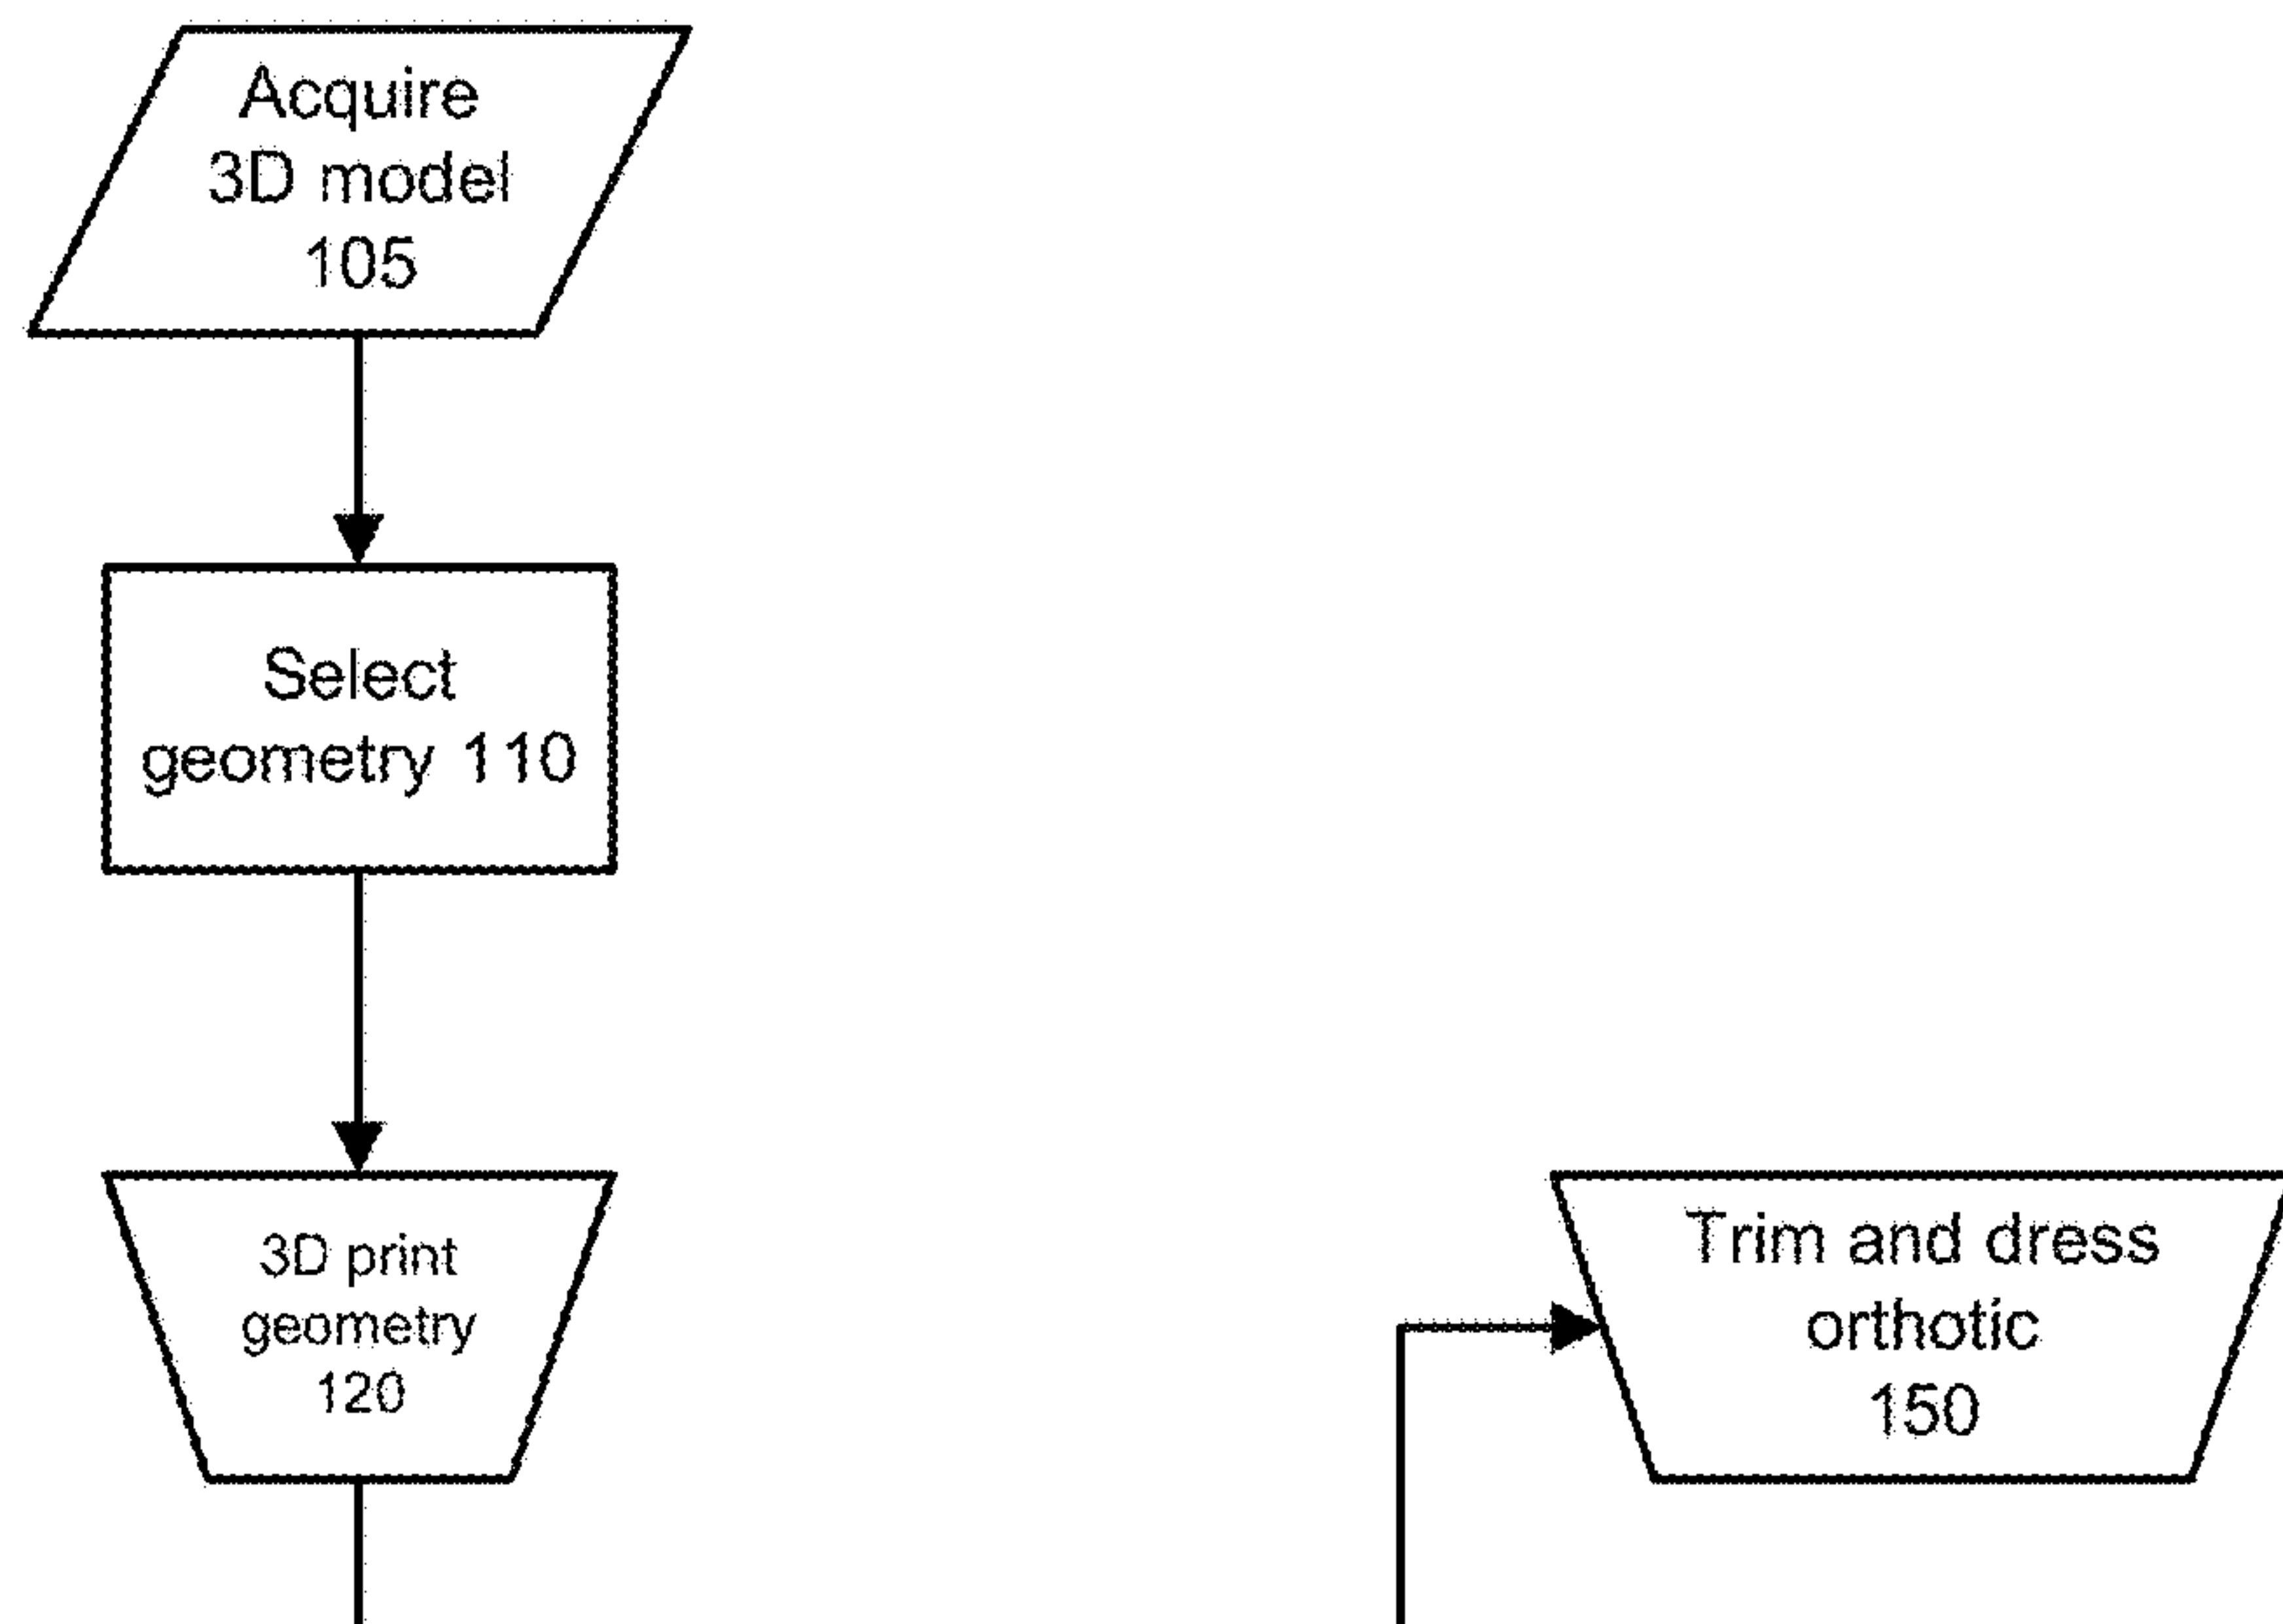 Acquire
3D model
105
Select
geometry 110
3D print
geometry
120
Trim and dress
orthotic
150